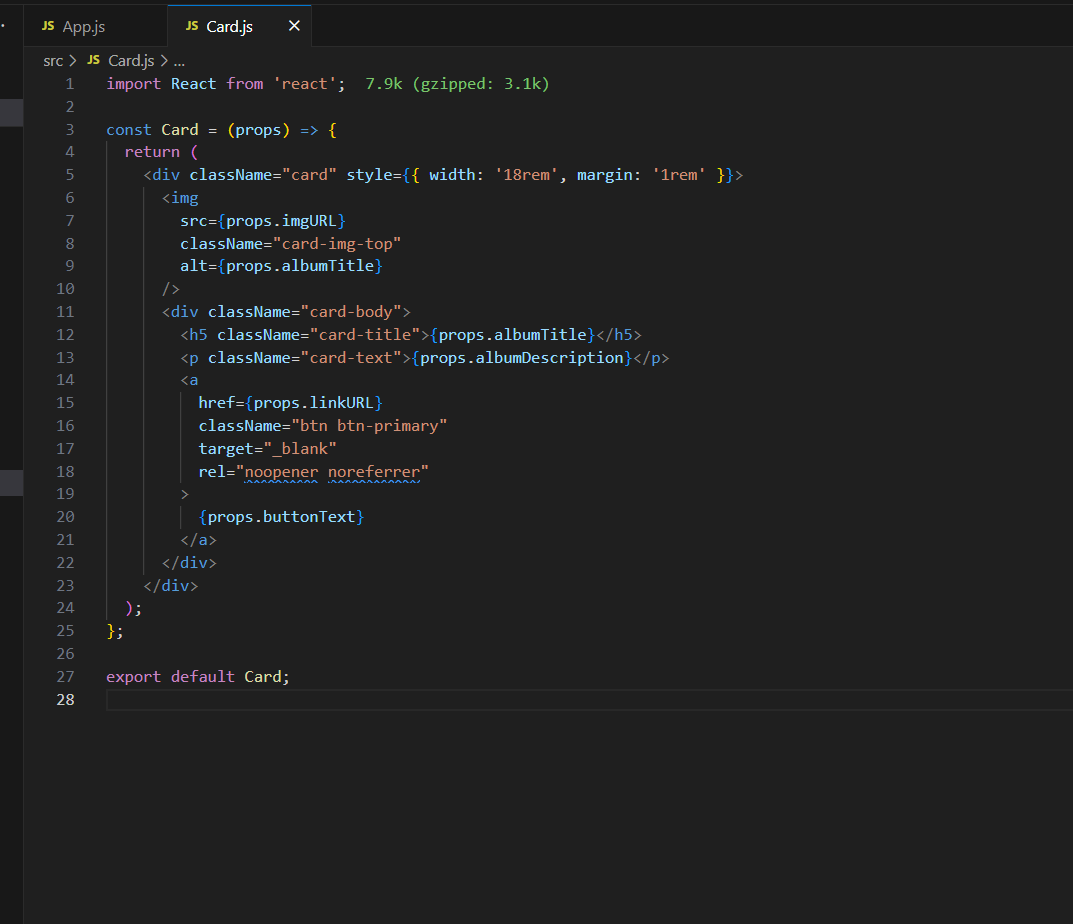 JS App.js JS Card.js ×
src > JS Card.js > ...
1 import React from 'react'; 7.9k (gzipped: 3.1k)
2
3 const Card = (props) => {
4 return (
5 <div className="card" style={{ width: '18rem', margin: '1rem' }}>
6 <img
7 src={props.imgURL}
8 className="card-img-top"
9 alt={props.albumTitle}
10 />
11 <div className="card-body">
12 <h5 className="card-title">{props.albumTitle}</h5>
13 <p className="card-text">{props.albumDescription}</p>
14 <a
15 href={props.linkURL}
16 className="btn btn-primary"
17 target="_blank"
18 rel="noopener noreferrer"
19 >
20 {props.buttonText}
21 </a>
22 </div>
23 </div>
24 );
25 };
26
27 export default Card;
28